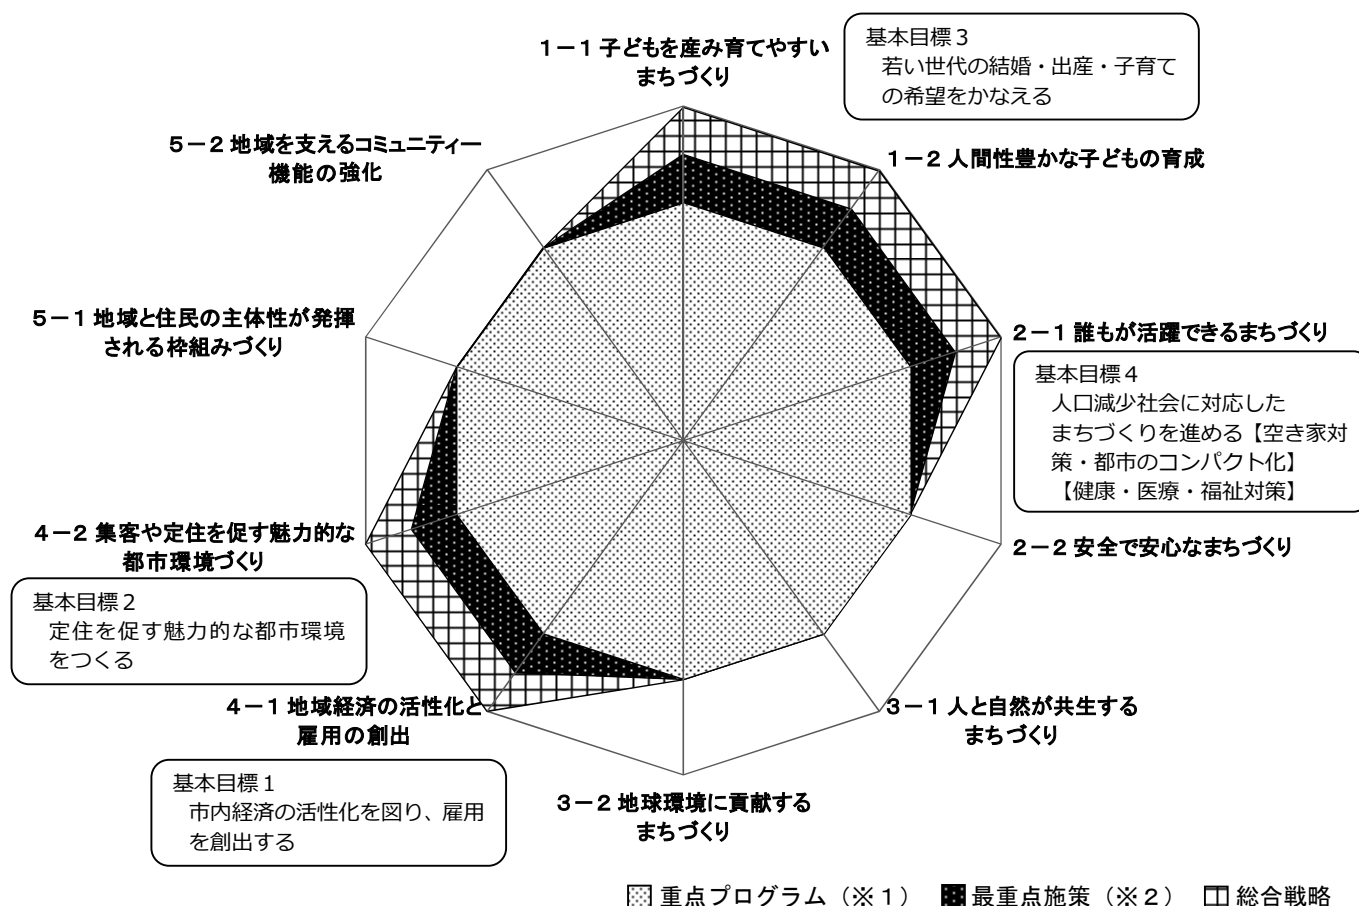 1－1 子どもを産み育てやすい
まちづくり
基本目標３
若い世代の結婚・出産・子育て
の希望をかなえる
1－2 人間性豊かな子どもの育成
5－2 地域を支えるコミュニティー
機能の強化
5－1 地域と住民の主体性が発揮
される枠組みづくり
2－1 誰もが活躍できるまちづくり
基本目標４
人口減少社会に対応した
まちづくりを進める【空き家対
策・都市のコンパクト化】
【健康・医療・福祉対策】
4－2 集客や定住を促す魅力的な
都市環境づくり
2－2 安全で安心なまちづくり
基本目標２
定住を促す魅力的な都市環境
をつくる
4－1 地域経済の活性化と
雇用の創出
3－1 人と自然が共生する
まちづくり
基本目標１
市内経済の活性化を図り、雇用
を創出する
3－2 地球環境に貢献する
まちづくり
重点プログラム（※１） 最重点施策（※２） 総合戦略